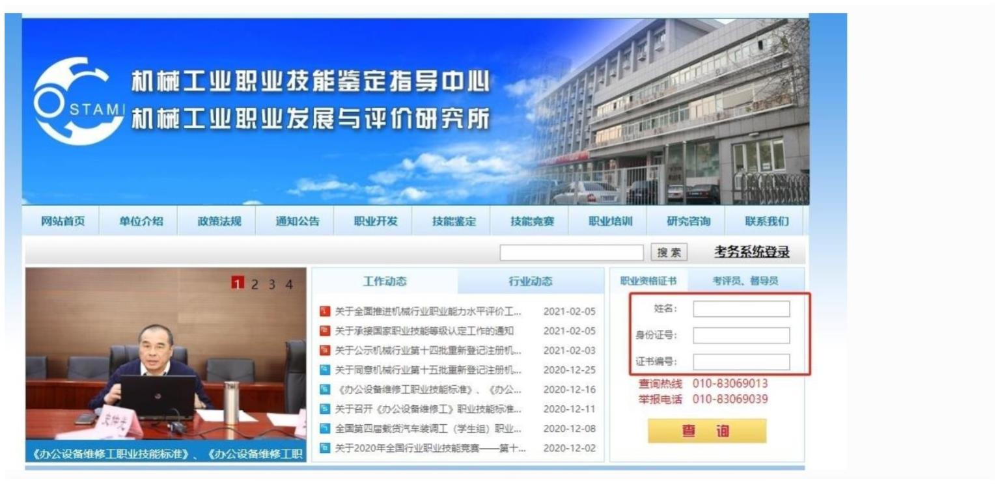 机械工业职业技能鉴定指导中心
OSTAMI
机械工业职业发展与评价研究所
网站首页 单位介绍 政策法规 通知公告 职业开发 技能鉴定 技能竞赛 职业培训 研究咨询 联系我们
搜 索 考务系统登录
1 2 3 4
《办公设备维修工职业技能标准》、《办公设备维修工职
工作动态 行业动态
1 关于全面推进机械行业职业能力水平评价工... 2021-02-05
2 关于承接国家职业技能等级认定工作的通知 2021-02-05
3 关于公示机械行业第十四批重新登记注册机... 2021-02-03
4 关于同意机械行业第十五批重新登记注册机... 2020-12-25
5 《办公设备维修工职业技能标准》、《办公... 2020-12-16
6 关于召开《办公设备维修工》职业技能标准... 2020-12-11
7 全国第四届载货汽车装调工（学生组）职业... 2020-12-08
8 关于2020年全国行业职业技能竞赛——第十... 2020-12-02
职业资格证书 考评员、督导员
姓名：
身份证号：
证书编号：
查询热线 010-83069013
举报电话 010-83069039
查 询